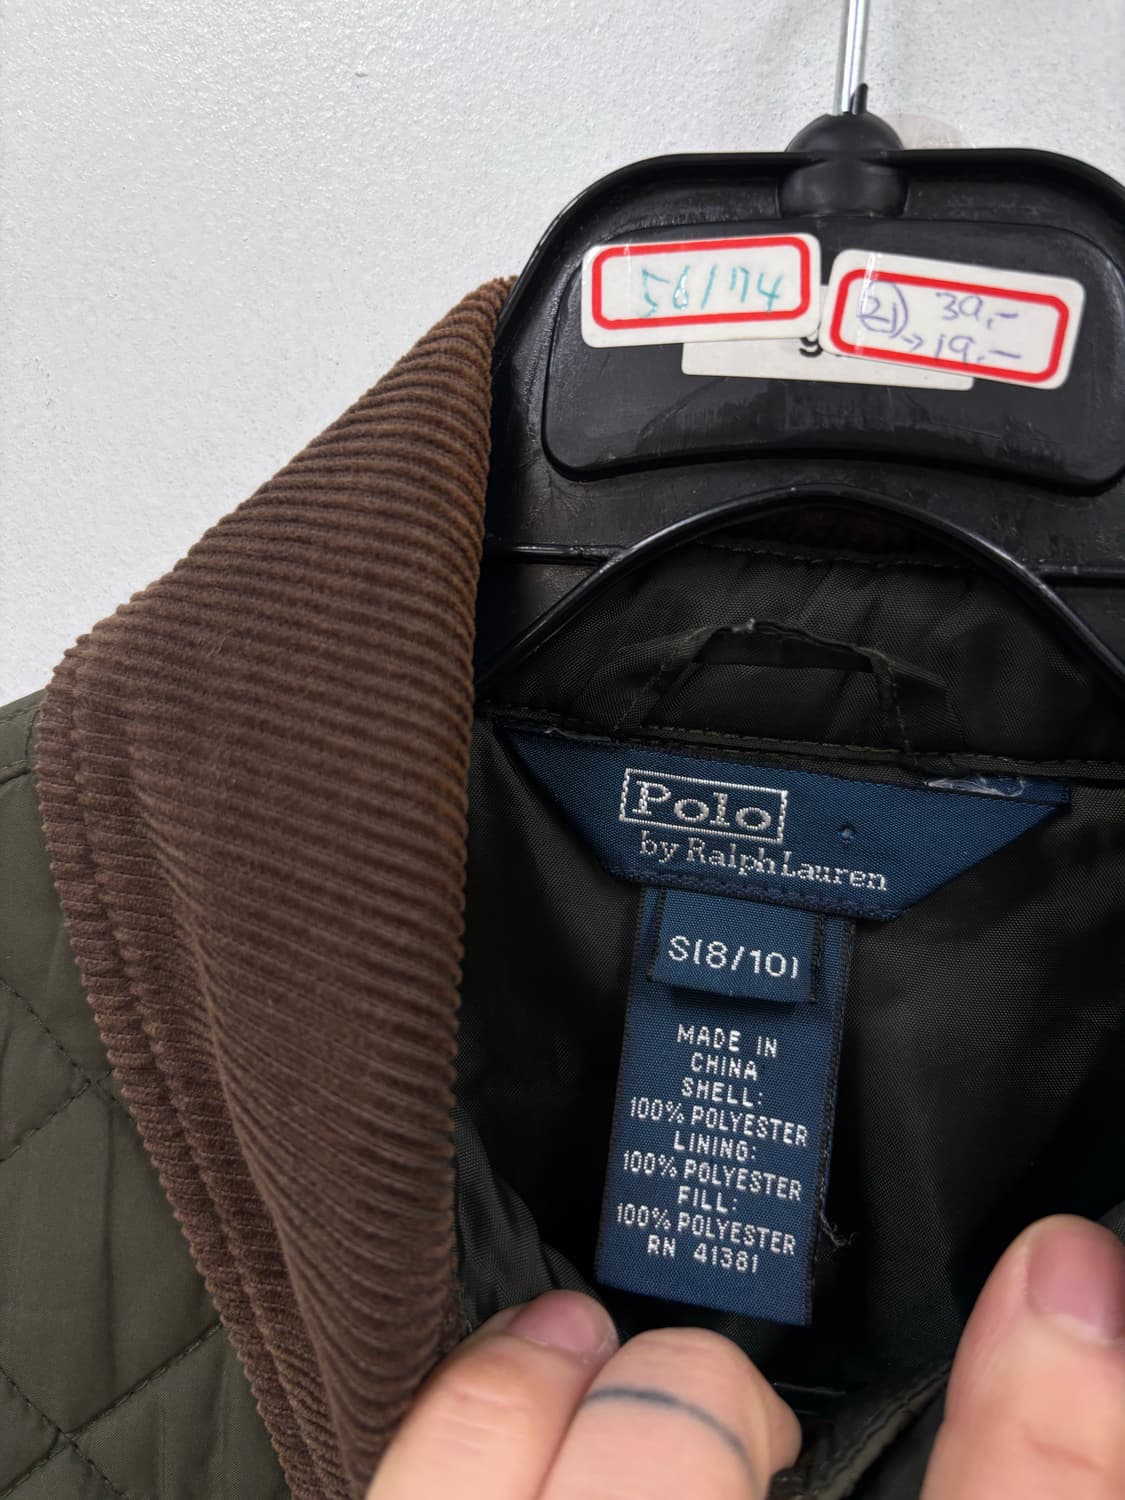 56/74
21) 39,-
→ 19.-
Polo
by Ralph Lauren
S(8/10)
MADE IN
CHINA
SHELL:
100% POLYESTER
LINING:
100% POLYESTER
FILL:
100% POLYESTER
RN 41381